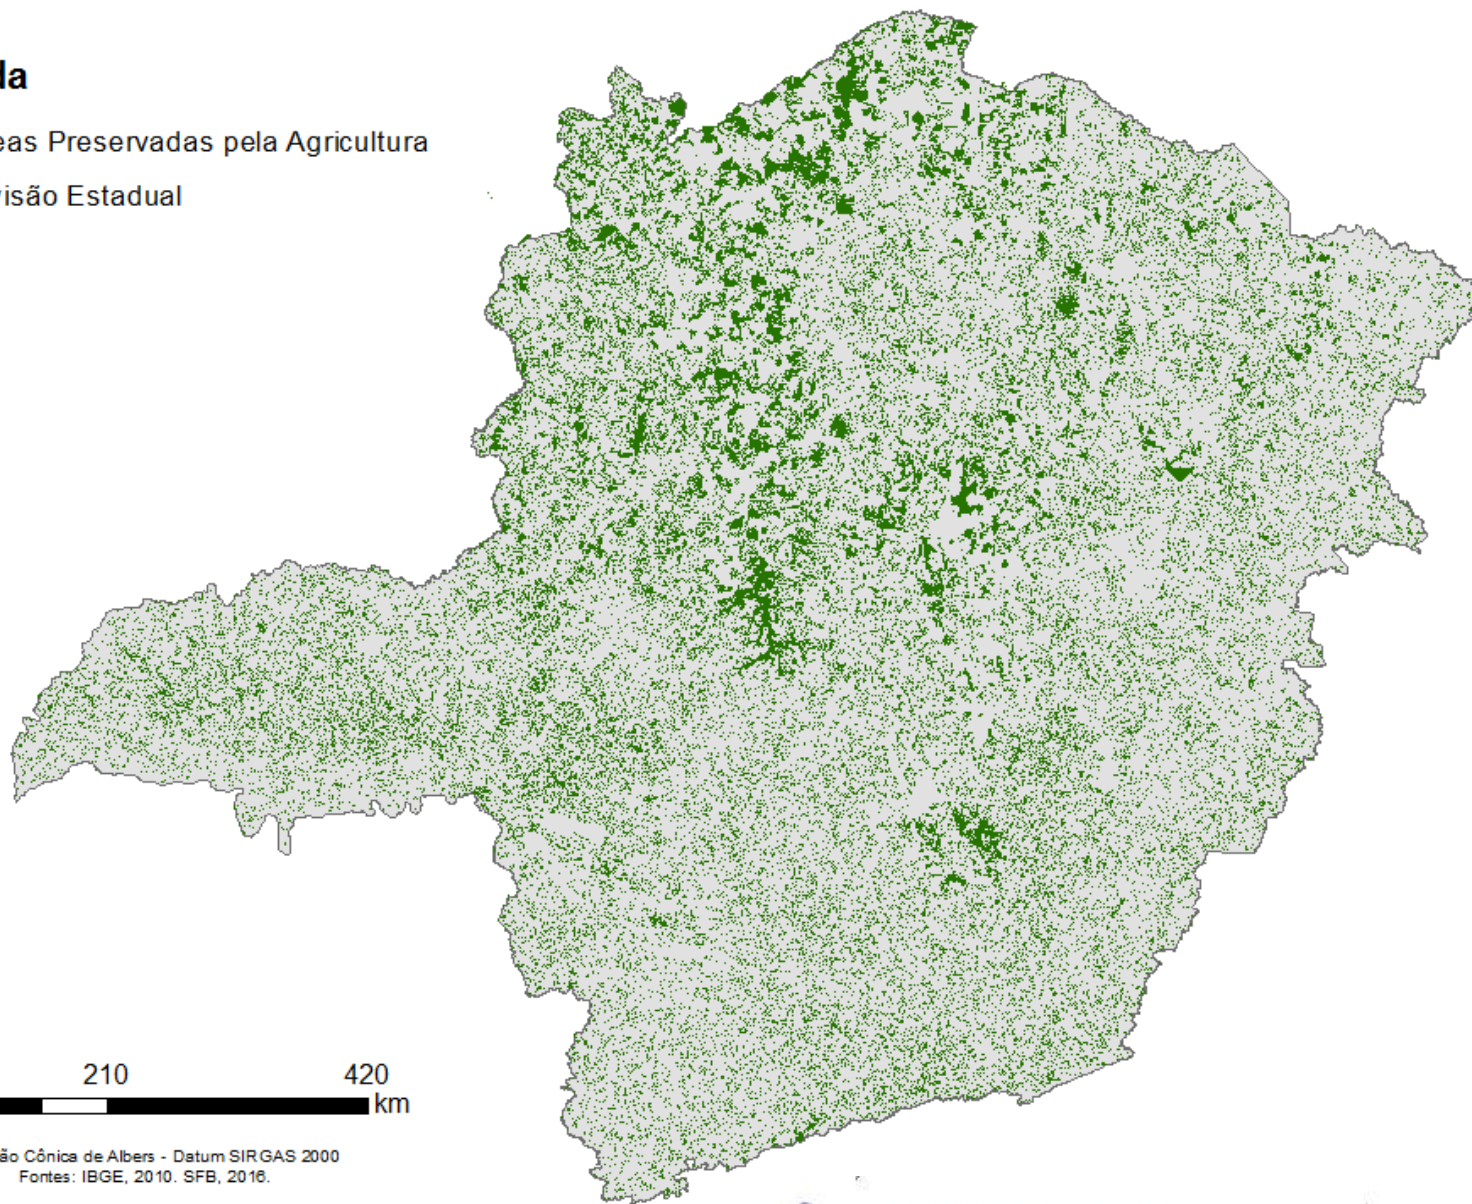 da
eas Preservadas pela Agricultura
visão Estadual
210 420
km
ão Cônica de Albers - Datum SIRGAS 2000
Fontes: IBGE, 2010. SFB, 2016.